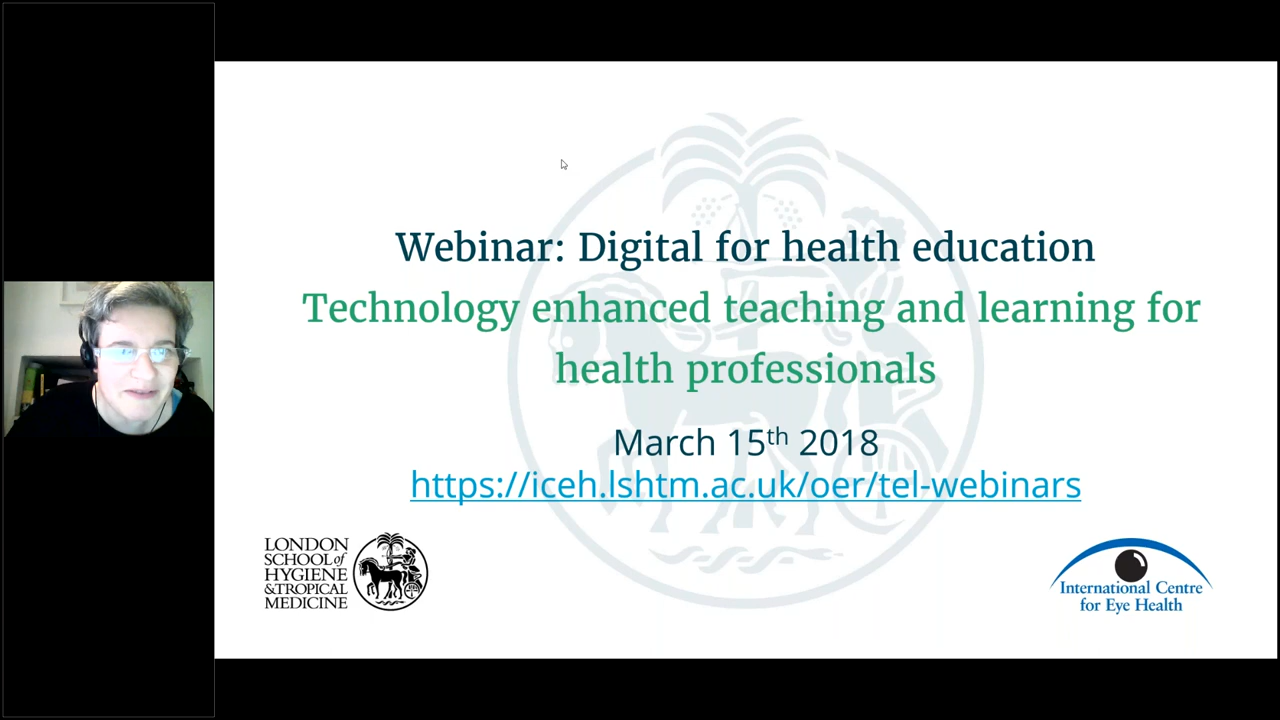 Webinar: Digital for health education
Technology enhanced teaching and learning for
health professionals
March 15th 2018
https://iceh.lshtm.ac.uk/oer/tel-webinars
LONDON
SCHOOL of
HYGIENE
& TROPICAL
MEDICINE
International Centre
for Eye Health